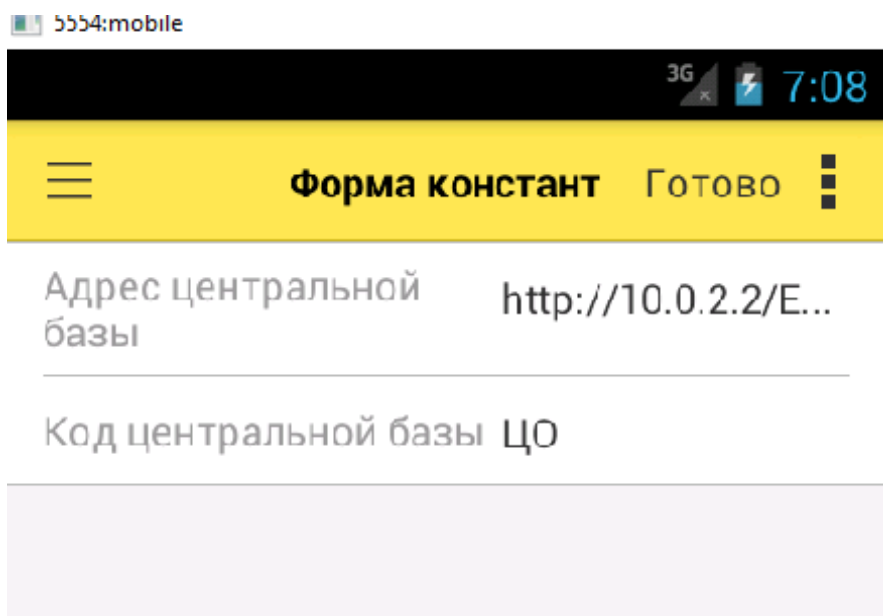 5554:mobile
3G 7:08
Форма констант Готово
Адрес центральной
базы
http://10.0.2.2/E...
Код центральной базы ЦО